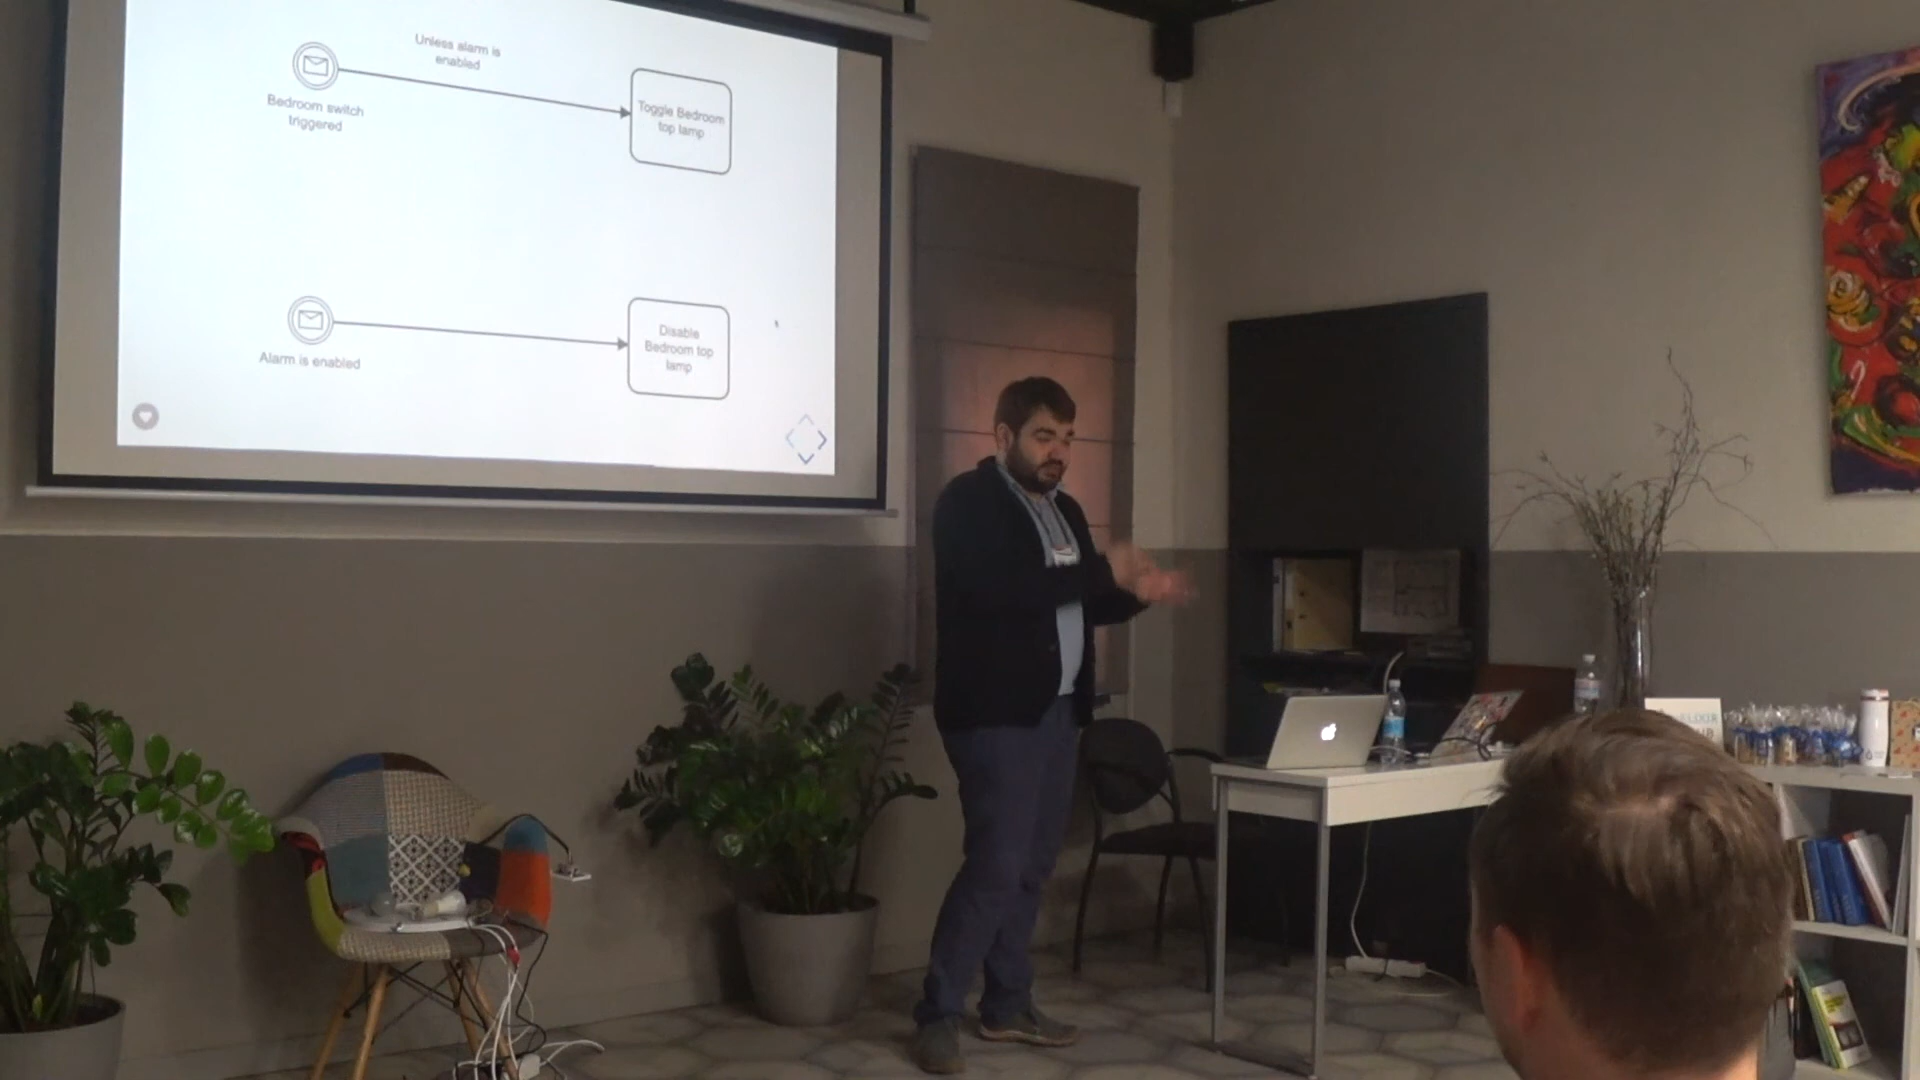 Unless alarm is
enabled
Bedroom switch
triggered
Toggle Bedroom
top lamp
Alarm is enabled
Disable
Bedroom top
lamp